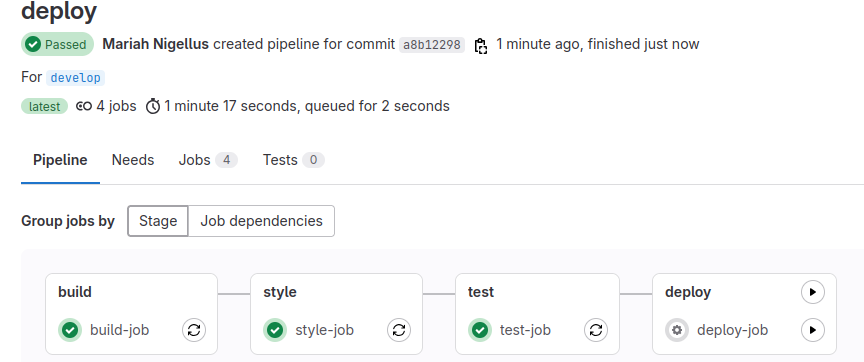 deploy
Passed Mariah Nigellus created pipeline for commit a8b12298 1 minute ago, finished just now
For develop
latest 4 jobs 1 minute 17 seconds, queued for 2 seconds
Pipeline Needs Jobs 4 Tests 0
Group jobs by Stage Job dependencies
build style test deploy
build-job style-job test-job deploy-job